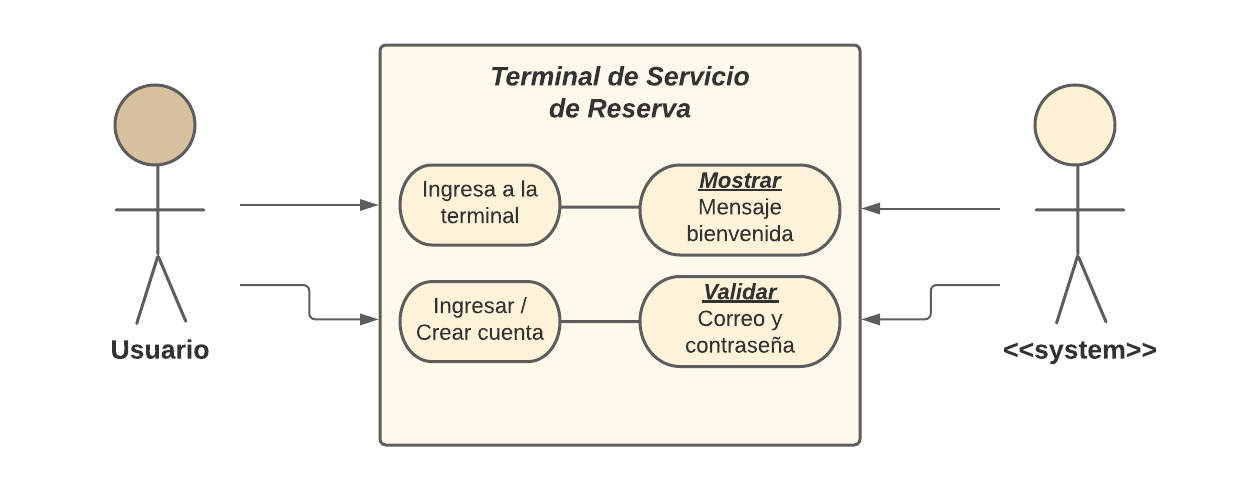 Terminal de Servicio
de Reserva
Ingresa a la
terminal
Mostrar
Mensaje
bienvenida
Ingresar /
Crear cuenta
Validar
Correo y
contraseña
Usuario
<<system>>